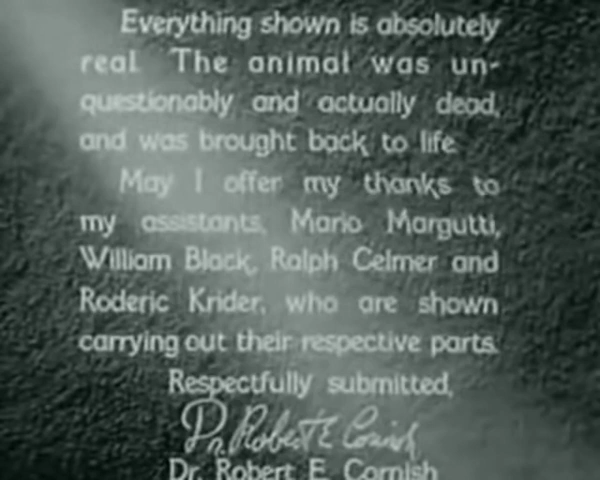 Everything shown is absolutely
real. The animal was un-
questionably and actually dead,
and was brought back to life.
May I offer my thanks to
my assistants, Mario Margutti,
William Black, Ralph Celmer and
Roderic Krider, who are shown
carrying out their respective parts.
Respectfully submitted,
Dr. Robert E Cornish
Dr. Robert E. Cornish